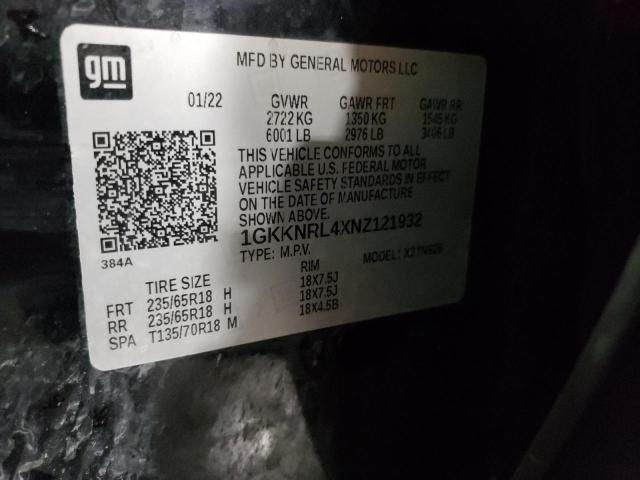 gm
MFD BY GENERAL MOTORS LLC
01/22 GVWR GAWR FRT GAWR RR
2722 KG 1350 KG 1545 KG
6001 LB 2976 LB 3406 LB
THIS VEHICLE CONFORMS TO ALL
APPLICABLE U.S. FEDERAL MOTOR
VEHICLE SAFETY STANDARDS IN EFFECT
ON THE DATE OF MANUFACTURE
SHOWN ABOVE.
1GKKNRL4XNZ121932
TYPE: M.P.V. MODEL:
384A
TIRE SIZE RIM
FRT 235/65R18 H 18X7.5J
RR 235/65R18 H 18X7.5J
SPA T135/70R18 M 18X4.5B